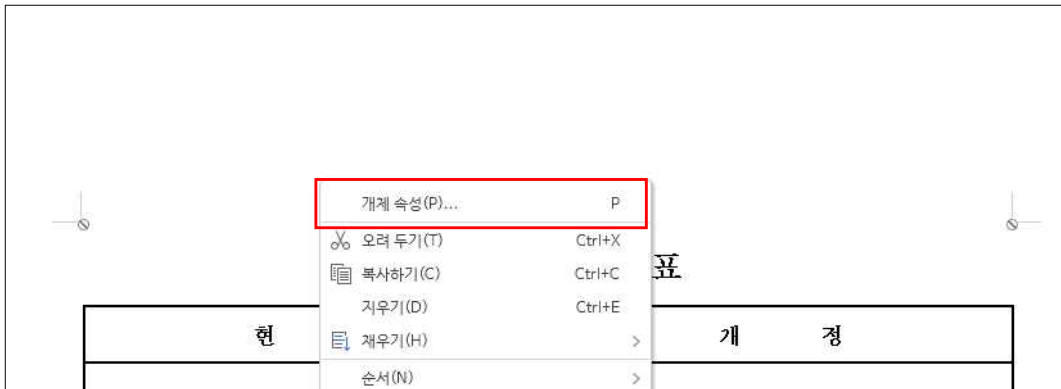 개체 속성(P)... P
오려 두기(T) Ctrl+X
표
복사하기(C) Ctrl+C
지우기(D) Ctrl+E
현 개 정
채우기(H)
순서(N)